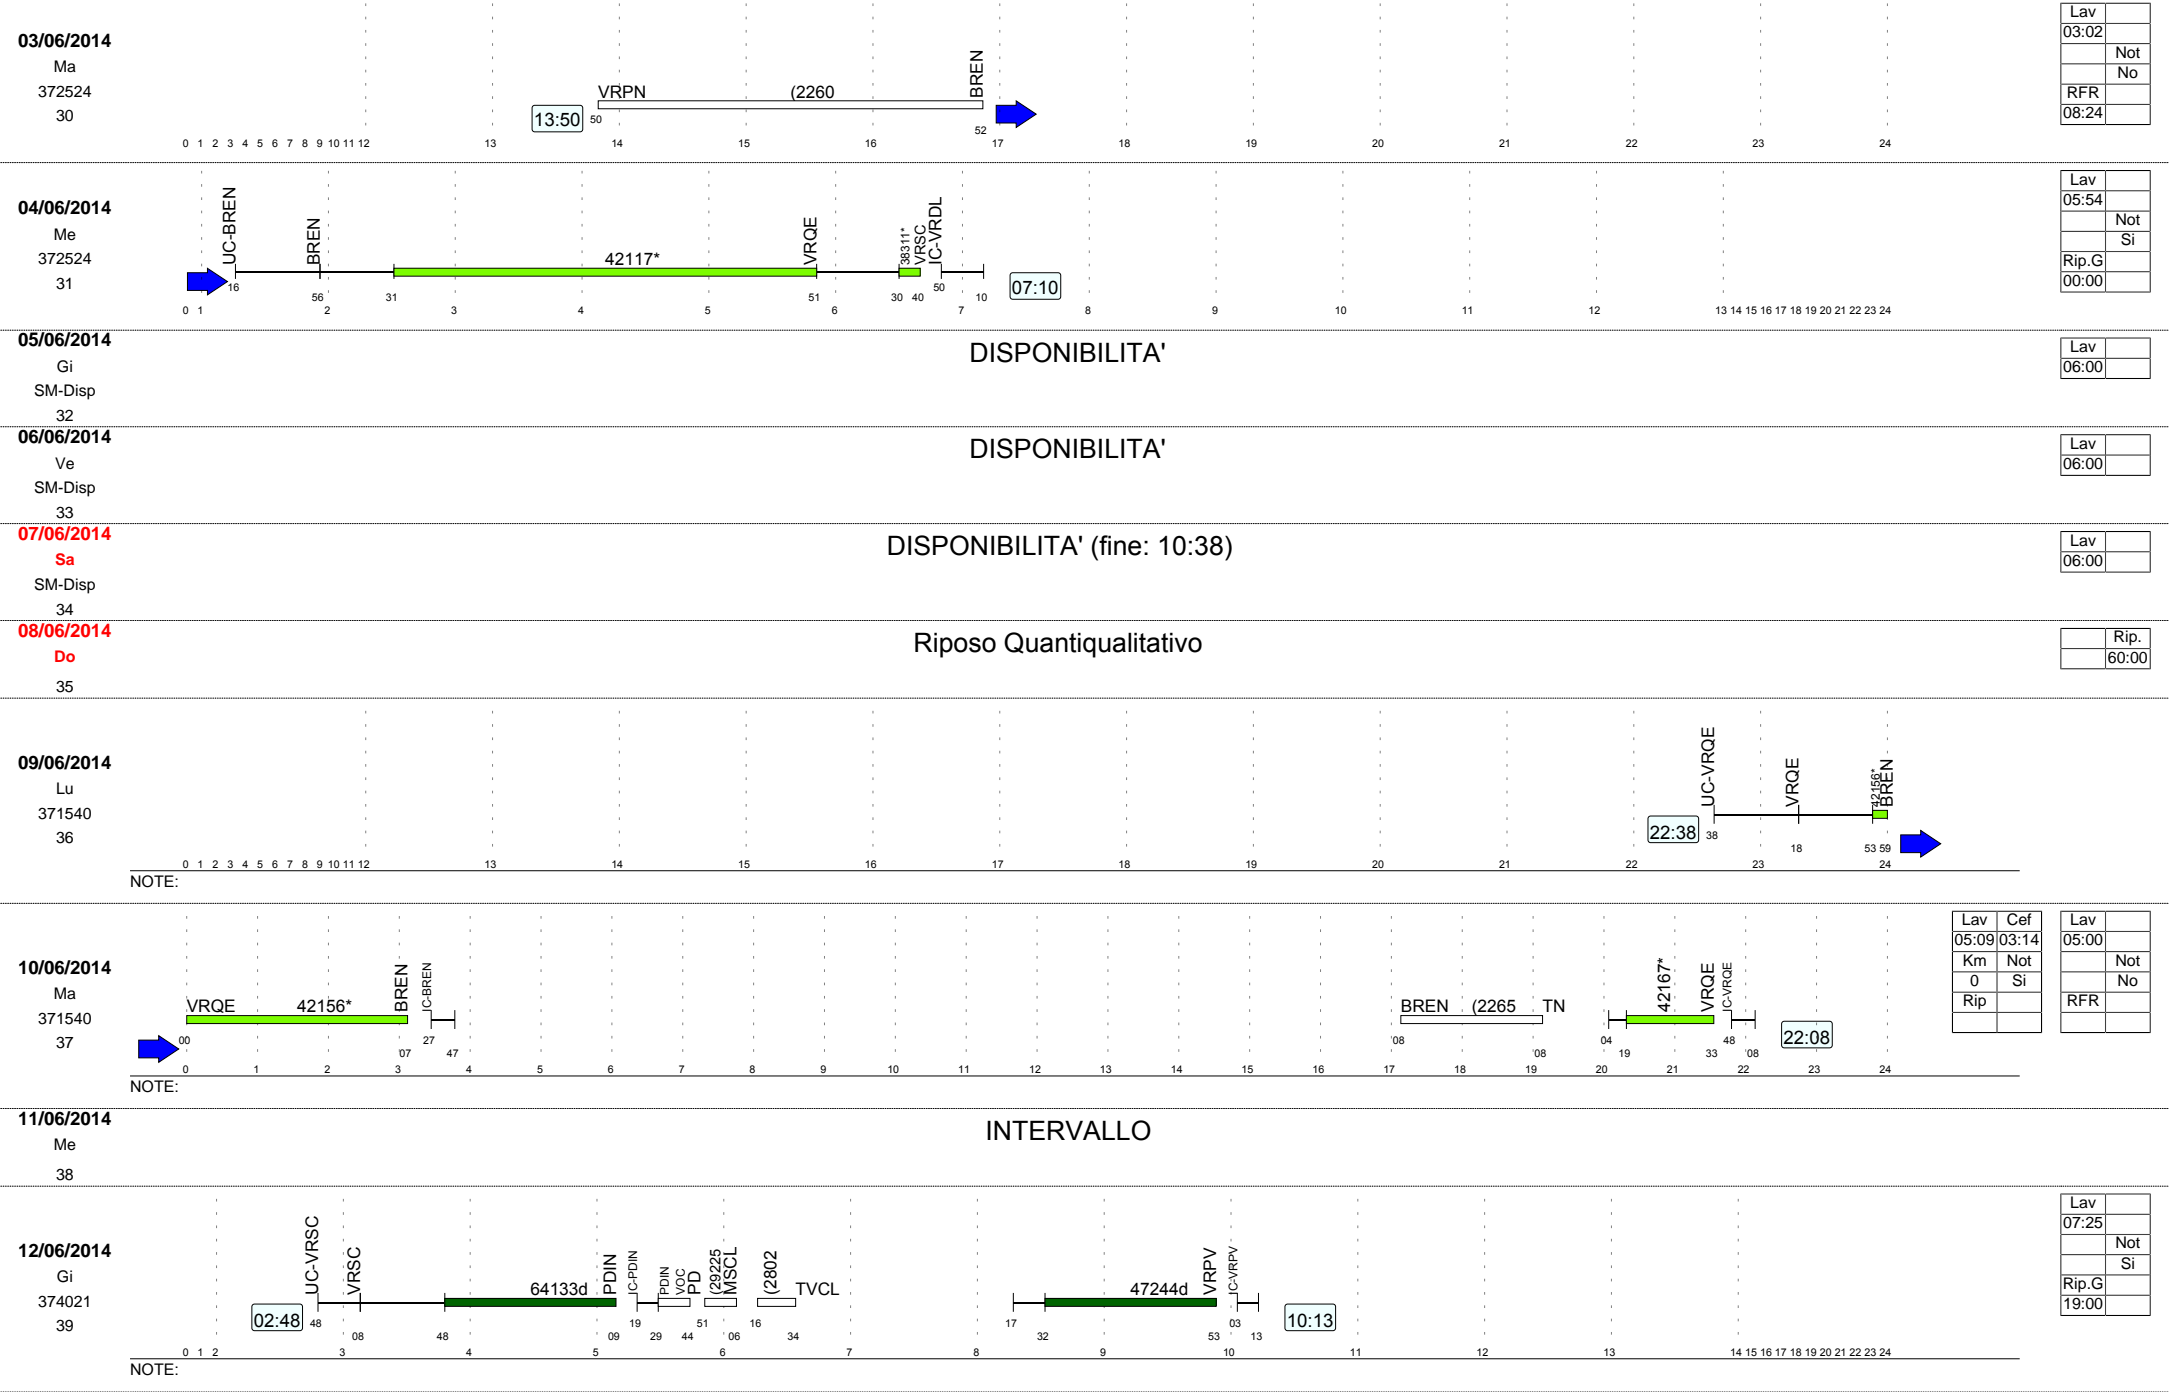 03/06/2014
Ma
372524
30
13:50
VRPN (2260 BREN
50 52
0 1 2 3 4 5 6 7 8 9 10 11 12 13 14 15 16 17 18 19 20 21 22 23 24
Lav
03:02
Not
No
RFR
08:24
04/06/2014
Me
372524
31
UC-BREN BREN 42117* VRQE 38311* VRSC IC-VRDL
16 56 31 51 30 40 50 10
07:10
0 1 2 3 4 5 6 7 8 9 10 11 12 13 14 15 16 17 18 19 20 21 22 23 24
Lav
05:54
Not
Si
Rip.G
00:00
05/06/2014
Gi
SM-Disp
32
DISPONIBILITA'
Lav
06:00
06/06/2014
Ve
SM-Disp
33
DISPONIBILITA'
Lav
06:00
07/06/2014
Sa
SM-Disp
34
DISPONIBILITA' (fine: 10:38)
Lav
06:00
08/06/2014
Do
35
Riposo Quantiqualitativo
Rip.
60:00
09/06/2014
Lu
371540
36
22:38
UC-VRQE VRQE 42156* BREN
38 18 53 59
0 1 2 3 4 5 6 7 8 9 10 11 12 13 14 15 16 17 18 19 20 21 22 23 24
NOTE:
10/06/2014
Ma
371540
37
VRQE 42156* BREN IC-BREN BREN (2265 TN 42167* VRQE IC-VRQE
00 07 27 47 08 08 04 19 33 48 08
22:08
0 1 2 3 4 5 6 7 8 9 10 11 12 13 14 15 16 17 18 19 20 21 22 23 24
NOTE:
Lav Cef
05:09 03:14
Km Not
0 Si
Rip
Lav
05:00
Not
No
RFR
11/06/2014
Me
38
INTERVALLO
12/06/2014
Gi
374021
39
02:48
UC-VRSC VRSC 64133d PDIN IC-PDIN PDIN VOC PD (29225 MSCL (2802 TVCL 47244d VRPV IC-VRPV
48 08 48 09 19 29 44 51 06 16 34 17 32 53 03 13
10:13
0 1 2 3 4 5 6 7 8 9 10 11 12 13 14 15 16 17 18 19 20 21 22 23 24
NOTE:
Lav
07:25
Not
Si
Rip.G
19:00